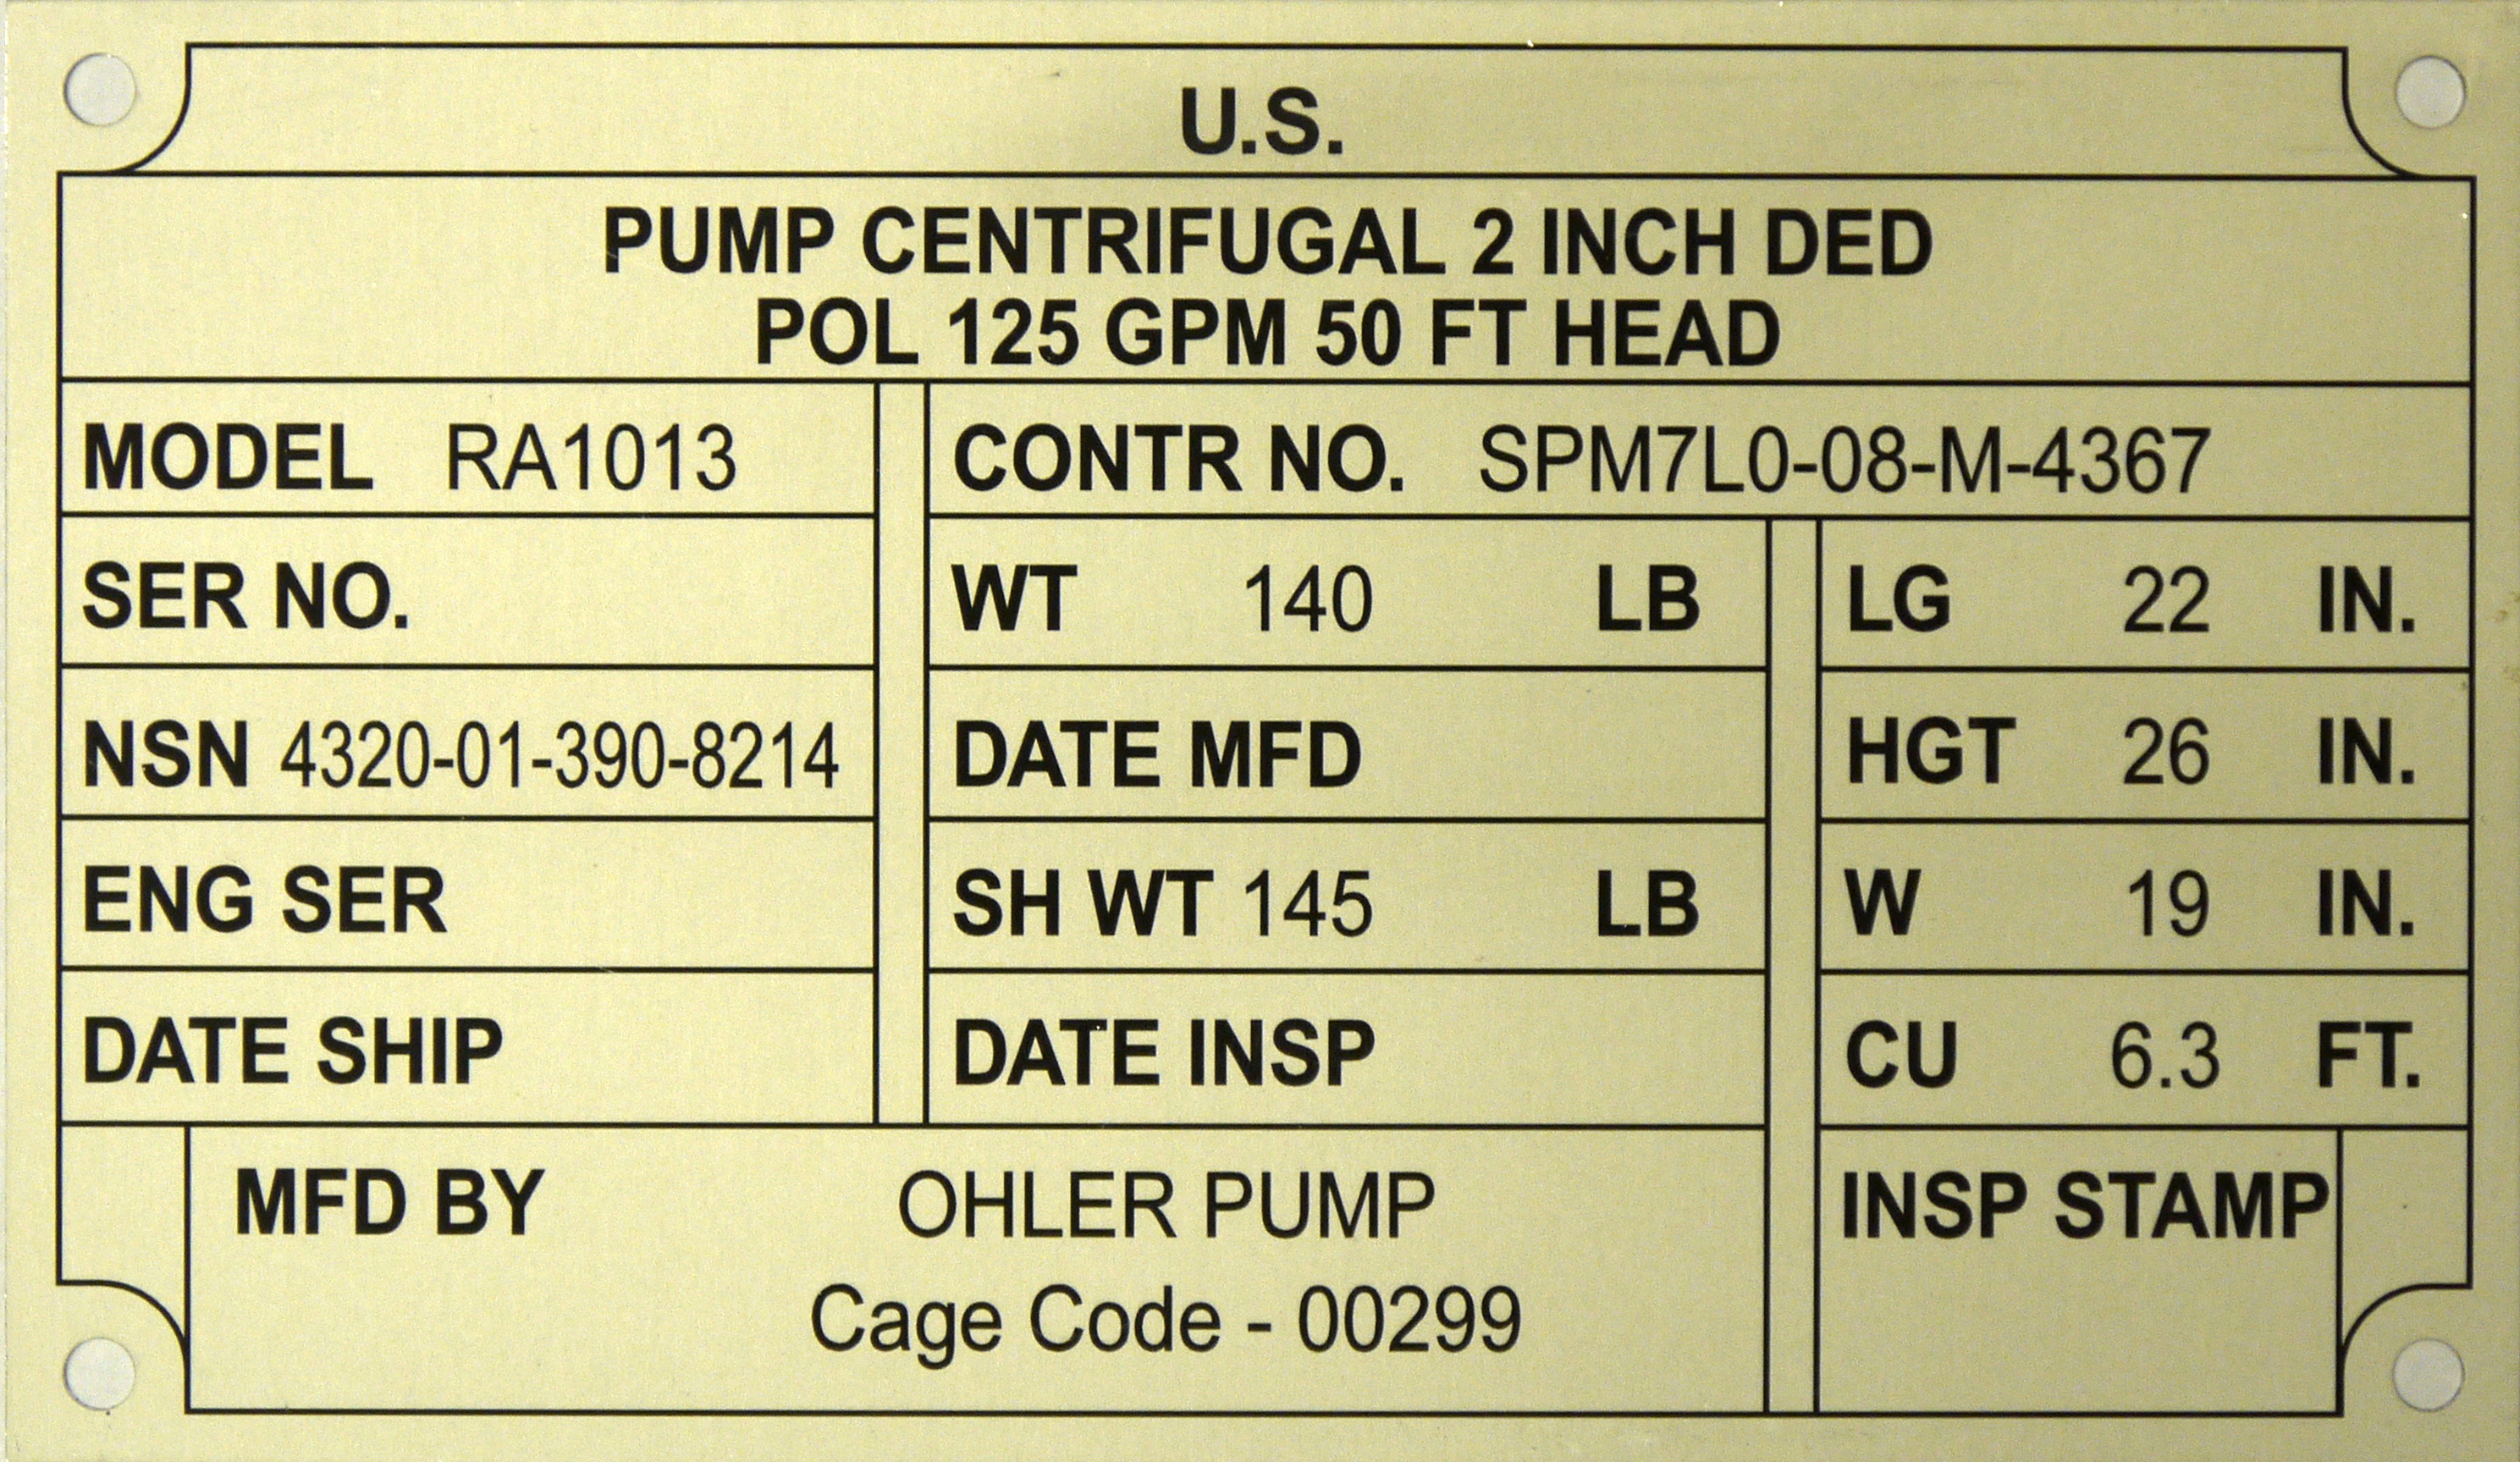 U.S.
PUMP CENTRIFUGAL 2 INCH DED
POL 125 GPM 50 FT HEAD
MODEL RA1013
CONTR NO. SPM7L0-08-M-4367
SER NO.
WT 140 LB
LG 22 IN.
NSN 4320-01-390-8214
DATE MFD
HGT 26 IN.
ENG SER
SH WT 145 LB
W 19 IN.
DATE SHIP
DATE INSP
CU 6.3 FT.
MFD BY OHLER PUMP
Cage Code - 00299
INSP STAMP